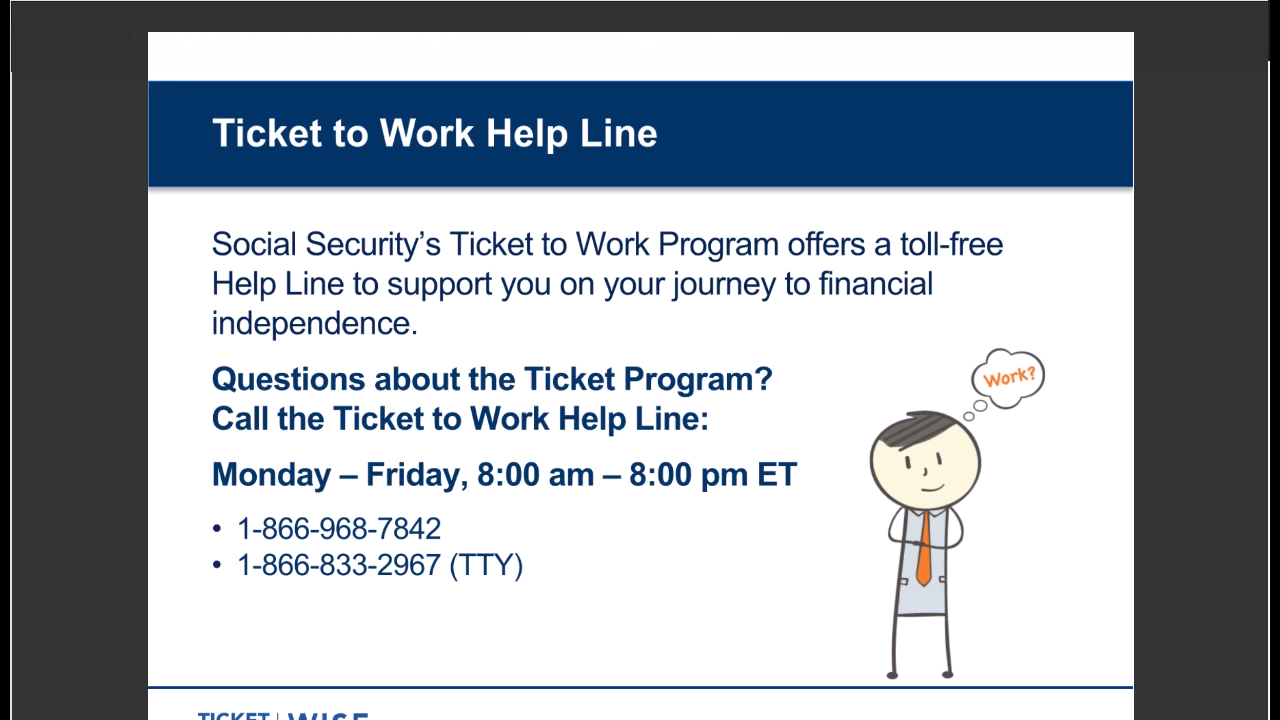 Ticket to Work Help Line
Social Security’s Ticket to Work Program offers a toll-free
Help Line to support you on your journey to financial
independence.
Work?
Questions about the Ticket Program?
Call the Ticket to Work Help Line:
Monday – Friday, 8:00 am – 8:00 pm ET
• 1-866-968-7842
• 1-866-833-2967 (TTY)
TICKET | WISE